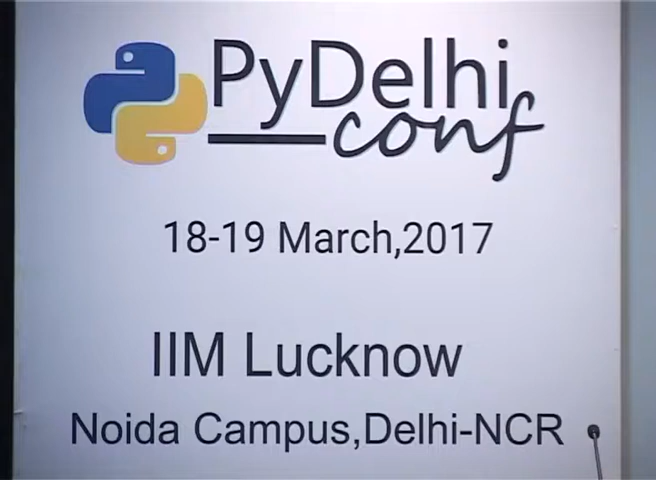 PyDelhi
conf
18-19 March,2017
IIM Lucknow
Noida Campus,Delhi-NCR